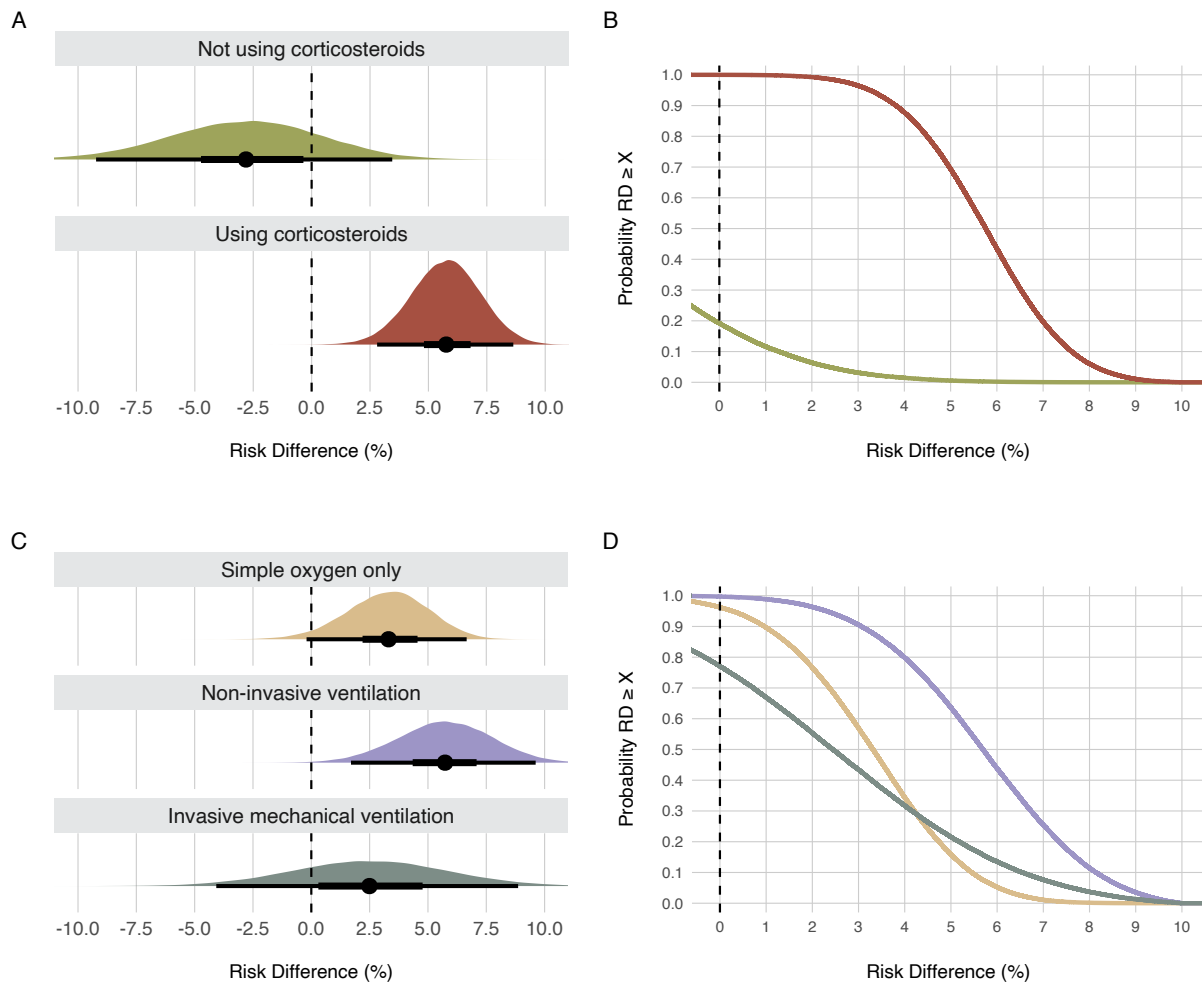 A
Not using corticosteroids
Using corticosteroids
-10.0 -7.5 -5.0 -2.5 0.0 2.5 5.0 7.5 10.0
Risk Difference (%)
B
Probability RD ≥ X
1.0
0.9
0.8
0.7
0.6
0.5
0.4
0.3
0.2
0.1
0.0
0 1 2 3 4 5 6 7 8 9 10
Risk Difference (%)
C
Simple oxygen only
Non-invasive ventilation
Invasive mechanical ventilation
-10.0 -7.5 -5.0 -2.5 0.0 2.5 5.0 7.5 10.0
Risk Difference (%)
D
Probability RD ≥ X
1.0
0.9
0.8
0.7
0.6
0.5
0.4
0.3
0.2
0.1
0.0
0 1 2 3 4 5 6 7 8 9 10
Risk Difference (%)